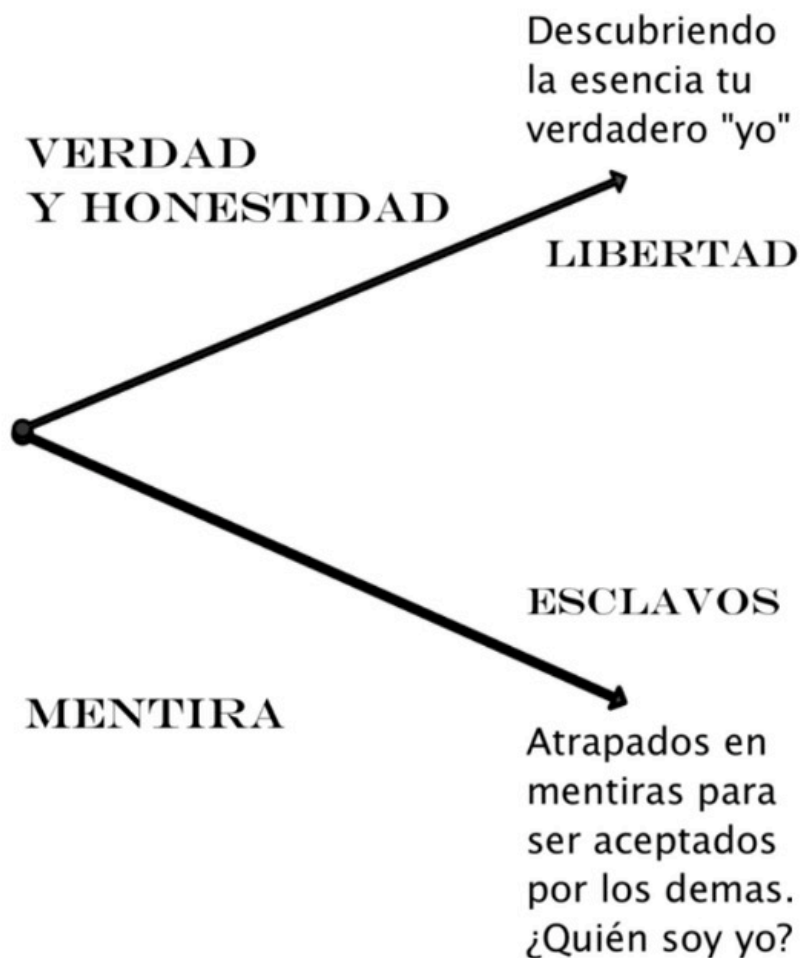 Descubriendo
la esencia tu
verdadero "yo"
VERDAD
Y HONESTIDAD
LIBERTAD
ESCLAVOS
MENTIRA
Atrapados en
mentiras para
ser aceptados
por los demas.
¿Quién soy yo?